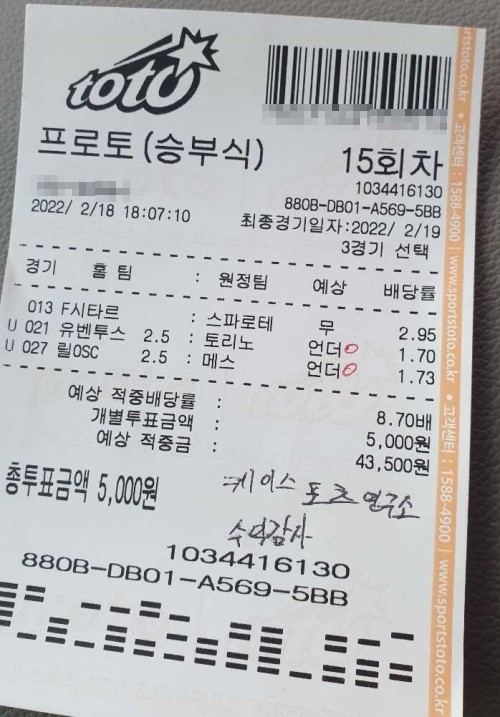 totu
프로토 (승부식)
15회차
1034416130
880B-DB01-A569-5BB
2022/ 2/18 18:07:10
최종경기일자:2022/ 2/19
3경기 선택
경기 홈 팀 : 원정팀 예상 배당률
013 F시타르 : 스파로테 무 2.95
U 021 유벤투스 2.5 : 토리노 언더 1.70
U 027 릴OSC 2.5 : 메스 언더 1.73
예상 적중배당률 : 8.70배
개별투표금액 : 5,000원
예상 적중금 : 43,500원
총투표금액 5,000원
케이스 토츠 연구소
수덕감사
1034416130
880B-DB01-A569-5BB
sportstoto.co.kr • 고객센터 : 1588-4900 | www.sportstoto.co.kr • 고객센터 : 1588-4900 | www.sportstoto.co.kr